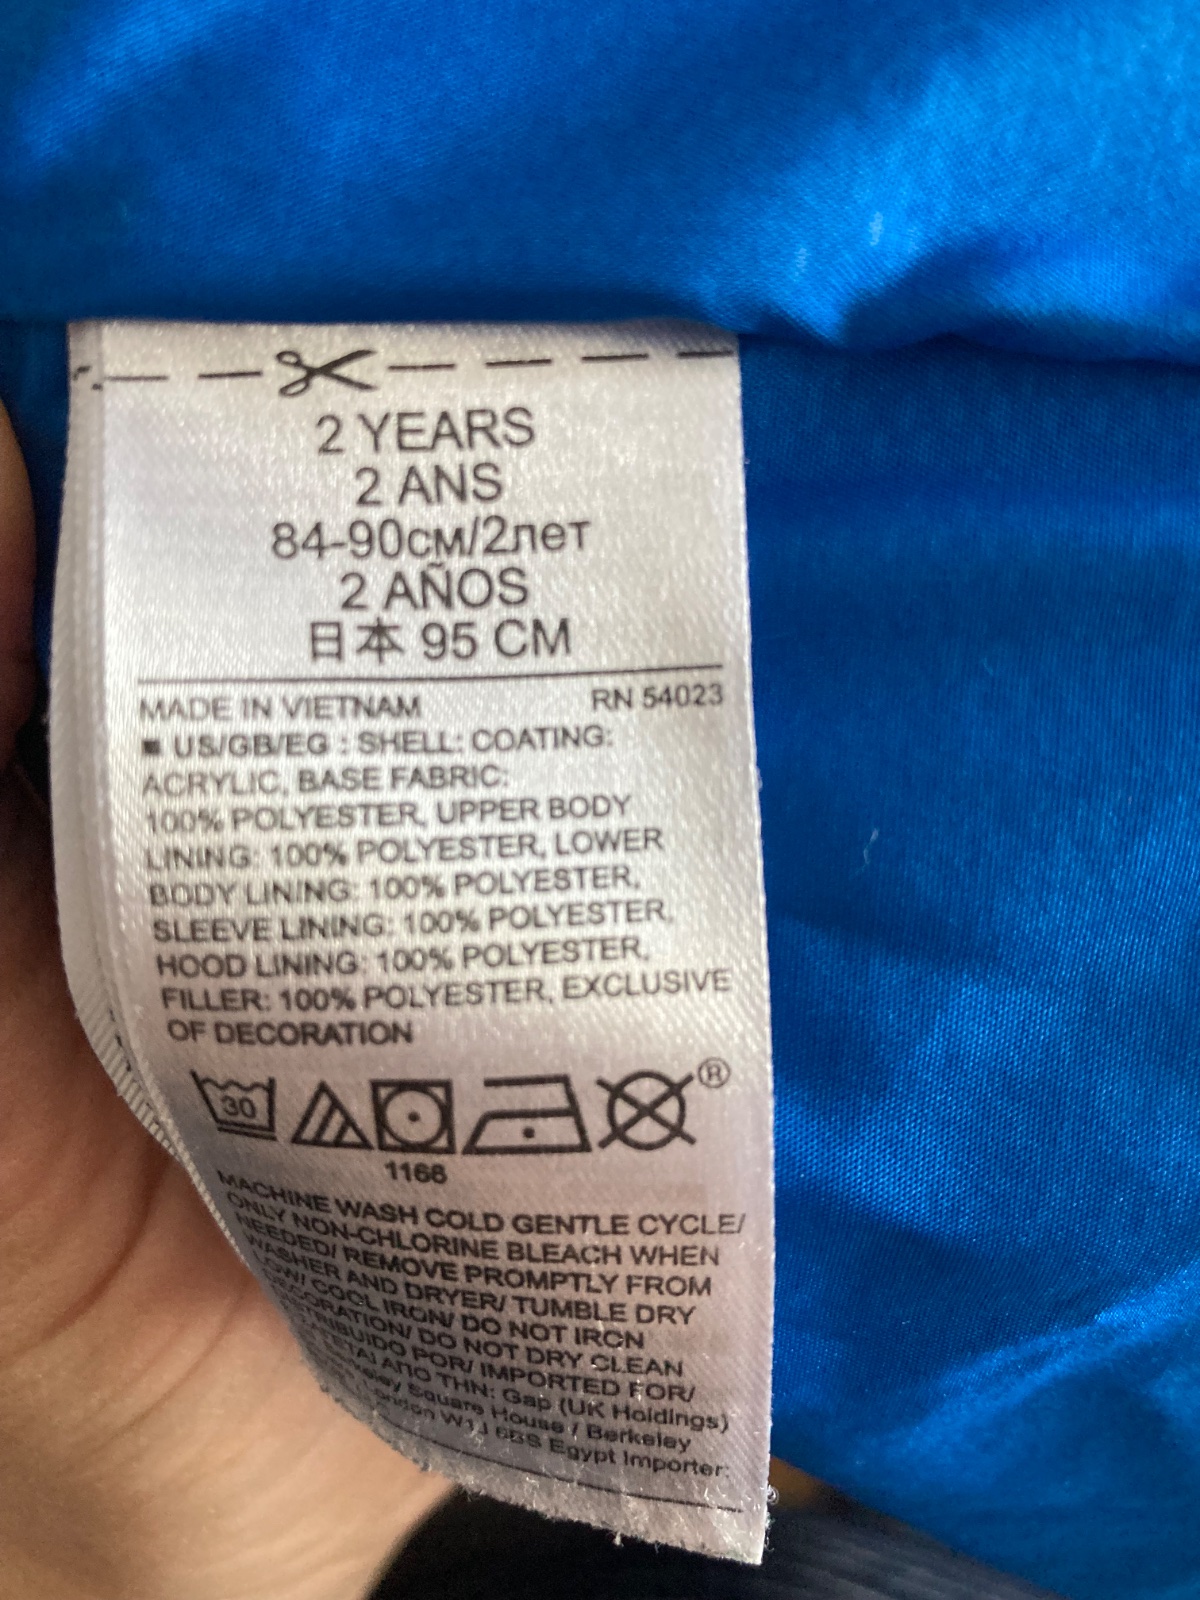 2 YEARS
2 ANS
84-90см/2лет
2 AÑOS
日本 95 CM
MADE IN VIETNAM RN 54023
■ US/GB/EG : SHELL: COATING:
ACRYLIC, BASE FABRIC:
100% POLYESTER, UPPER BODY
LINING: 100% POLYESTER, LOWER
BODY LINING: 100% POLYESTER,
SLEEVE LINING: 100% POLYESTER,
HOOD LINING: 100% POLYESTER,
FILLER: 100% POLYESTER, EXCLUSIVE
OF DECORATION
30 ®
1166
MACHINE WASH COLD GENTLE CYCLE/
ONLY NON-CHLORINE BLEACH WHEN
NEEDED/ REMOVE PROMPTLY FROM
WASHER AND DRYER/ TUMBLE DRY
LOW/ COOL IRON/ DO NOT IRON
DECORATION/ DO NOT DRY CLEAN
POR/ IMPORTED FOR/
ΑΠΟ ΤΗΝ: Gap (UK Holdings)
Square House / Berkeley
London W1J 6BS Egypt Importer: